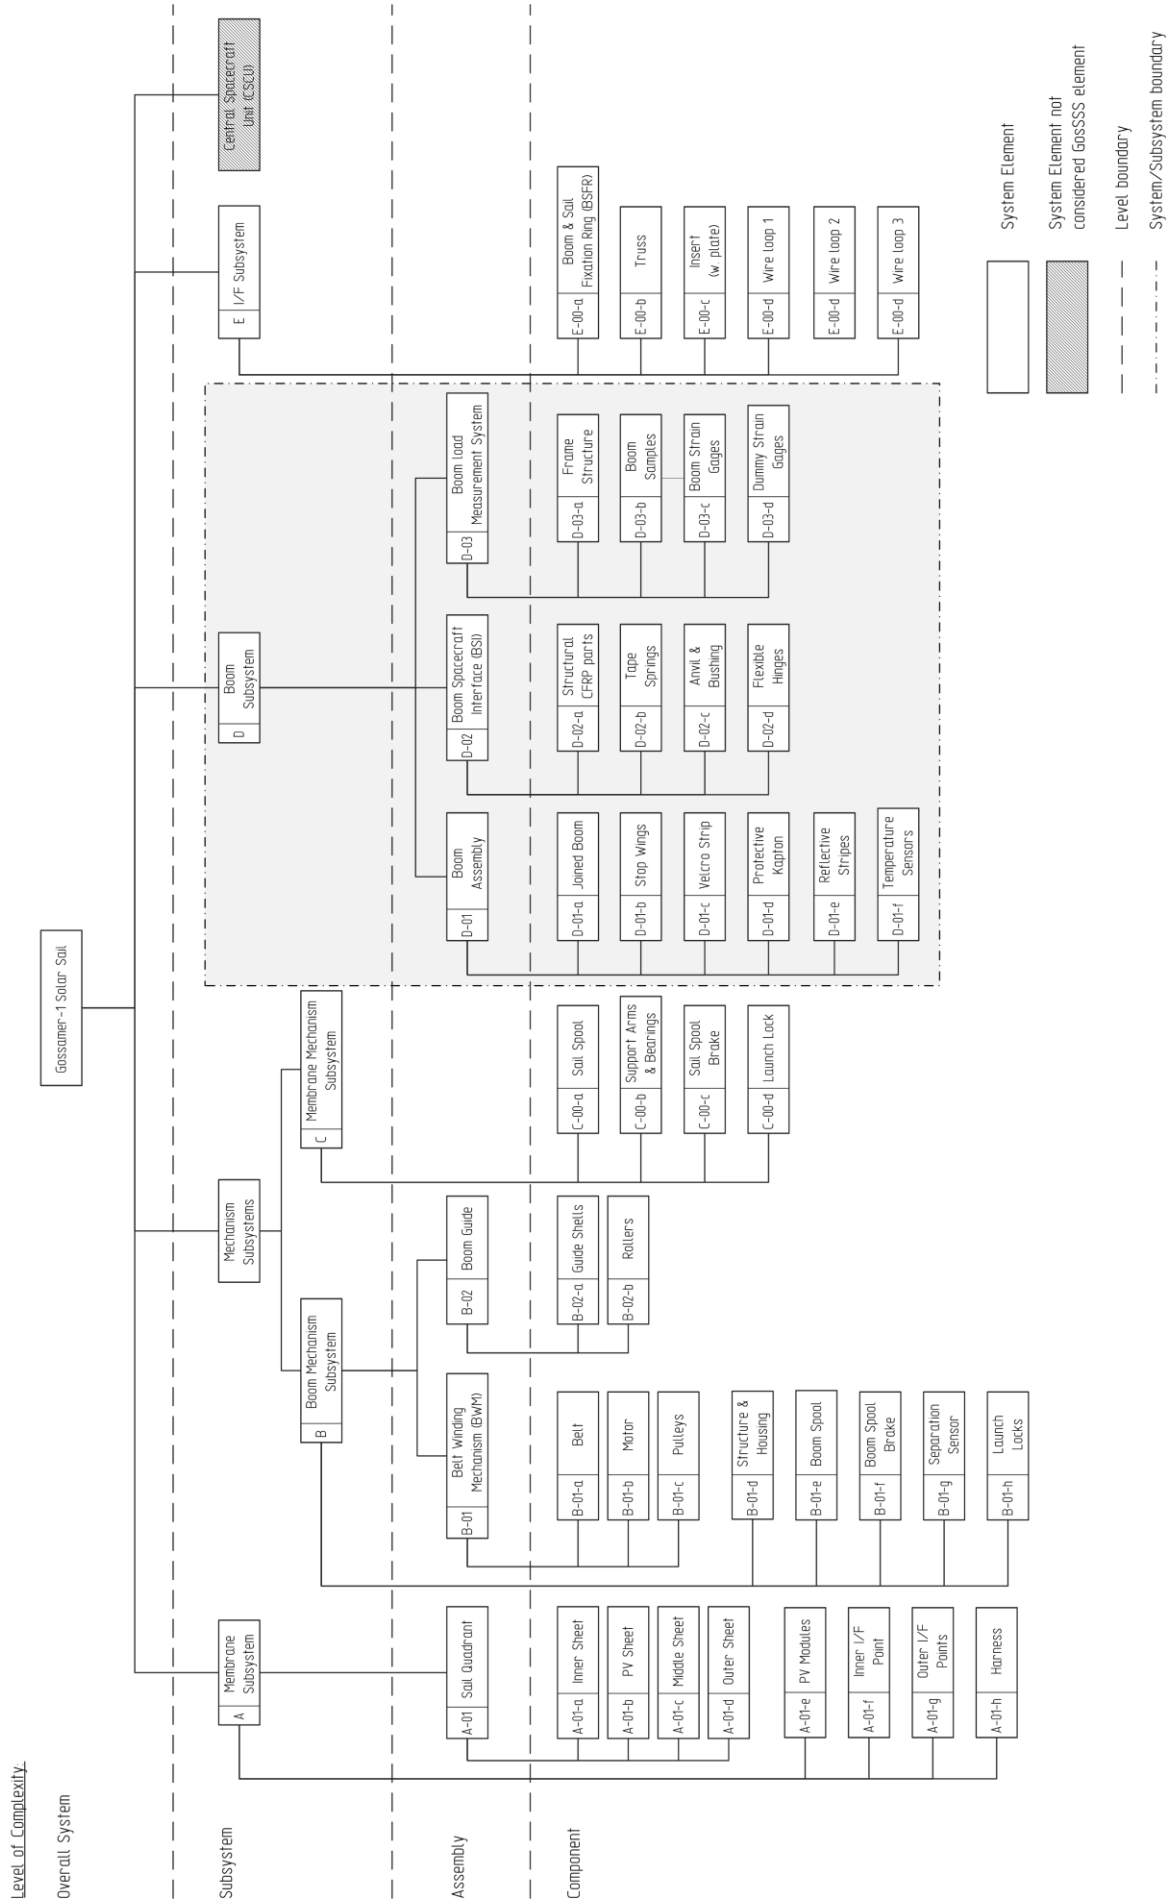 Level of Complexity:
Overall System
Gossamer-1 Solar Sail
Subsystem
A
Membrane
Subsystem
Mechanism
Subsystems
B
Boom Mechanism
Subsystem
C
Membrane Mechanism
Subsystem
D
Boom
Subsystem
E
I/F Subsystem
Central Spacecraft
Unit (CSCU)
Assembly
A-01
Sail Quadrant
B-01
Belt Winding
Mechanism (BWM)
B-02
Boom Guide
D-01
Boom
Assembly
D-02
Boom Spacecraft
Interface (BSI)
D-03
Boom load
Measurement System
Component
A-01-a
Inner Sheet
A-01-b
PV Sheet
A-01-c
Middle Sheet
A-01-d
Outer Sheet
A-01-e
PV Modules
A-01-f
Inner I/F
Point
A-01-g
Outer I/F
Points
A-01-h
Harness
B-01-a
Belt
B-01-b
Motor
B-01-c
Pulleys
B-01-d
Structure &
Housing
B-01-e
Boom Spool
B-01-f
Boom Spool
Brake
B-01-g
Separation
Sensor
B-01-h
Launch
Locks
B-02-a
Guide Shells
B-02-b
Rollers
C-00-a
Sail Spool
C-00-b
Support Arms
& Bearings
C-00-c
Sail Spool
Brake
C-00-d
Launch Lock
D-01-a
Joined Boom
D-01-b
Stop Wings
D-01-c
Velcro Strip
D-01-d
Protective
Kapton
D-01-e
Reflective
Stripes
D-01-f
Temperature
Sensors
D-02-a
Structural
CFRP parts
D-02-b
Tape
Springs
D-02-c
Anvil &
Bushing
D-02-d
Flexible
Hinges
D-03-a
Frame
Structure
D-03-b
Boom
Samples
D-03-c
Boom Strain
Gages
D-03-d
Dummy Strain
Gages
E-00-a
Boom & Sail
Fixation Ring (BSFR)
E-00-b
Truss
E-00-c
Insert
(w. plate)
E-00-d
Wire loop 1
E-00-d
Wire loop 2
E-00-d
Wire loop 3
System Element
System Element not
considered GosSSS element
Level boundary
System/Subsystem boundary